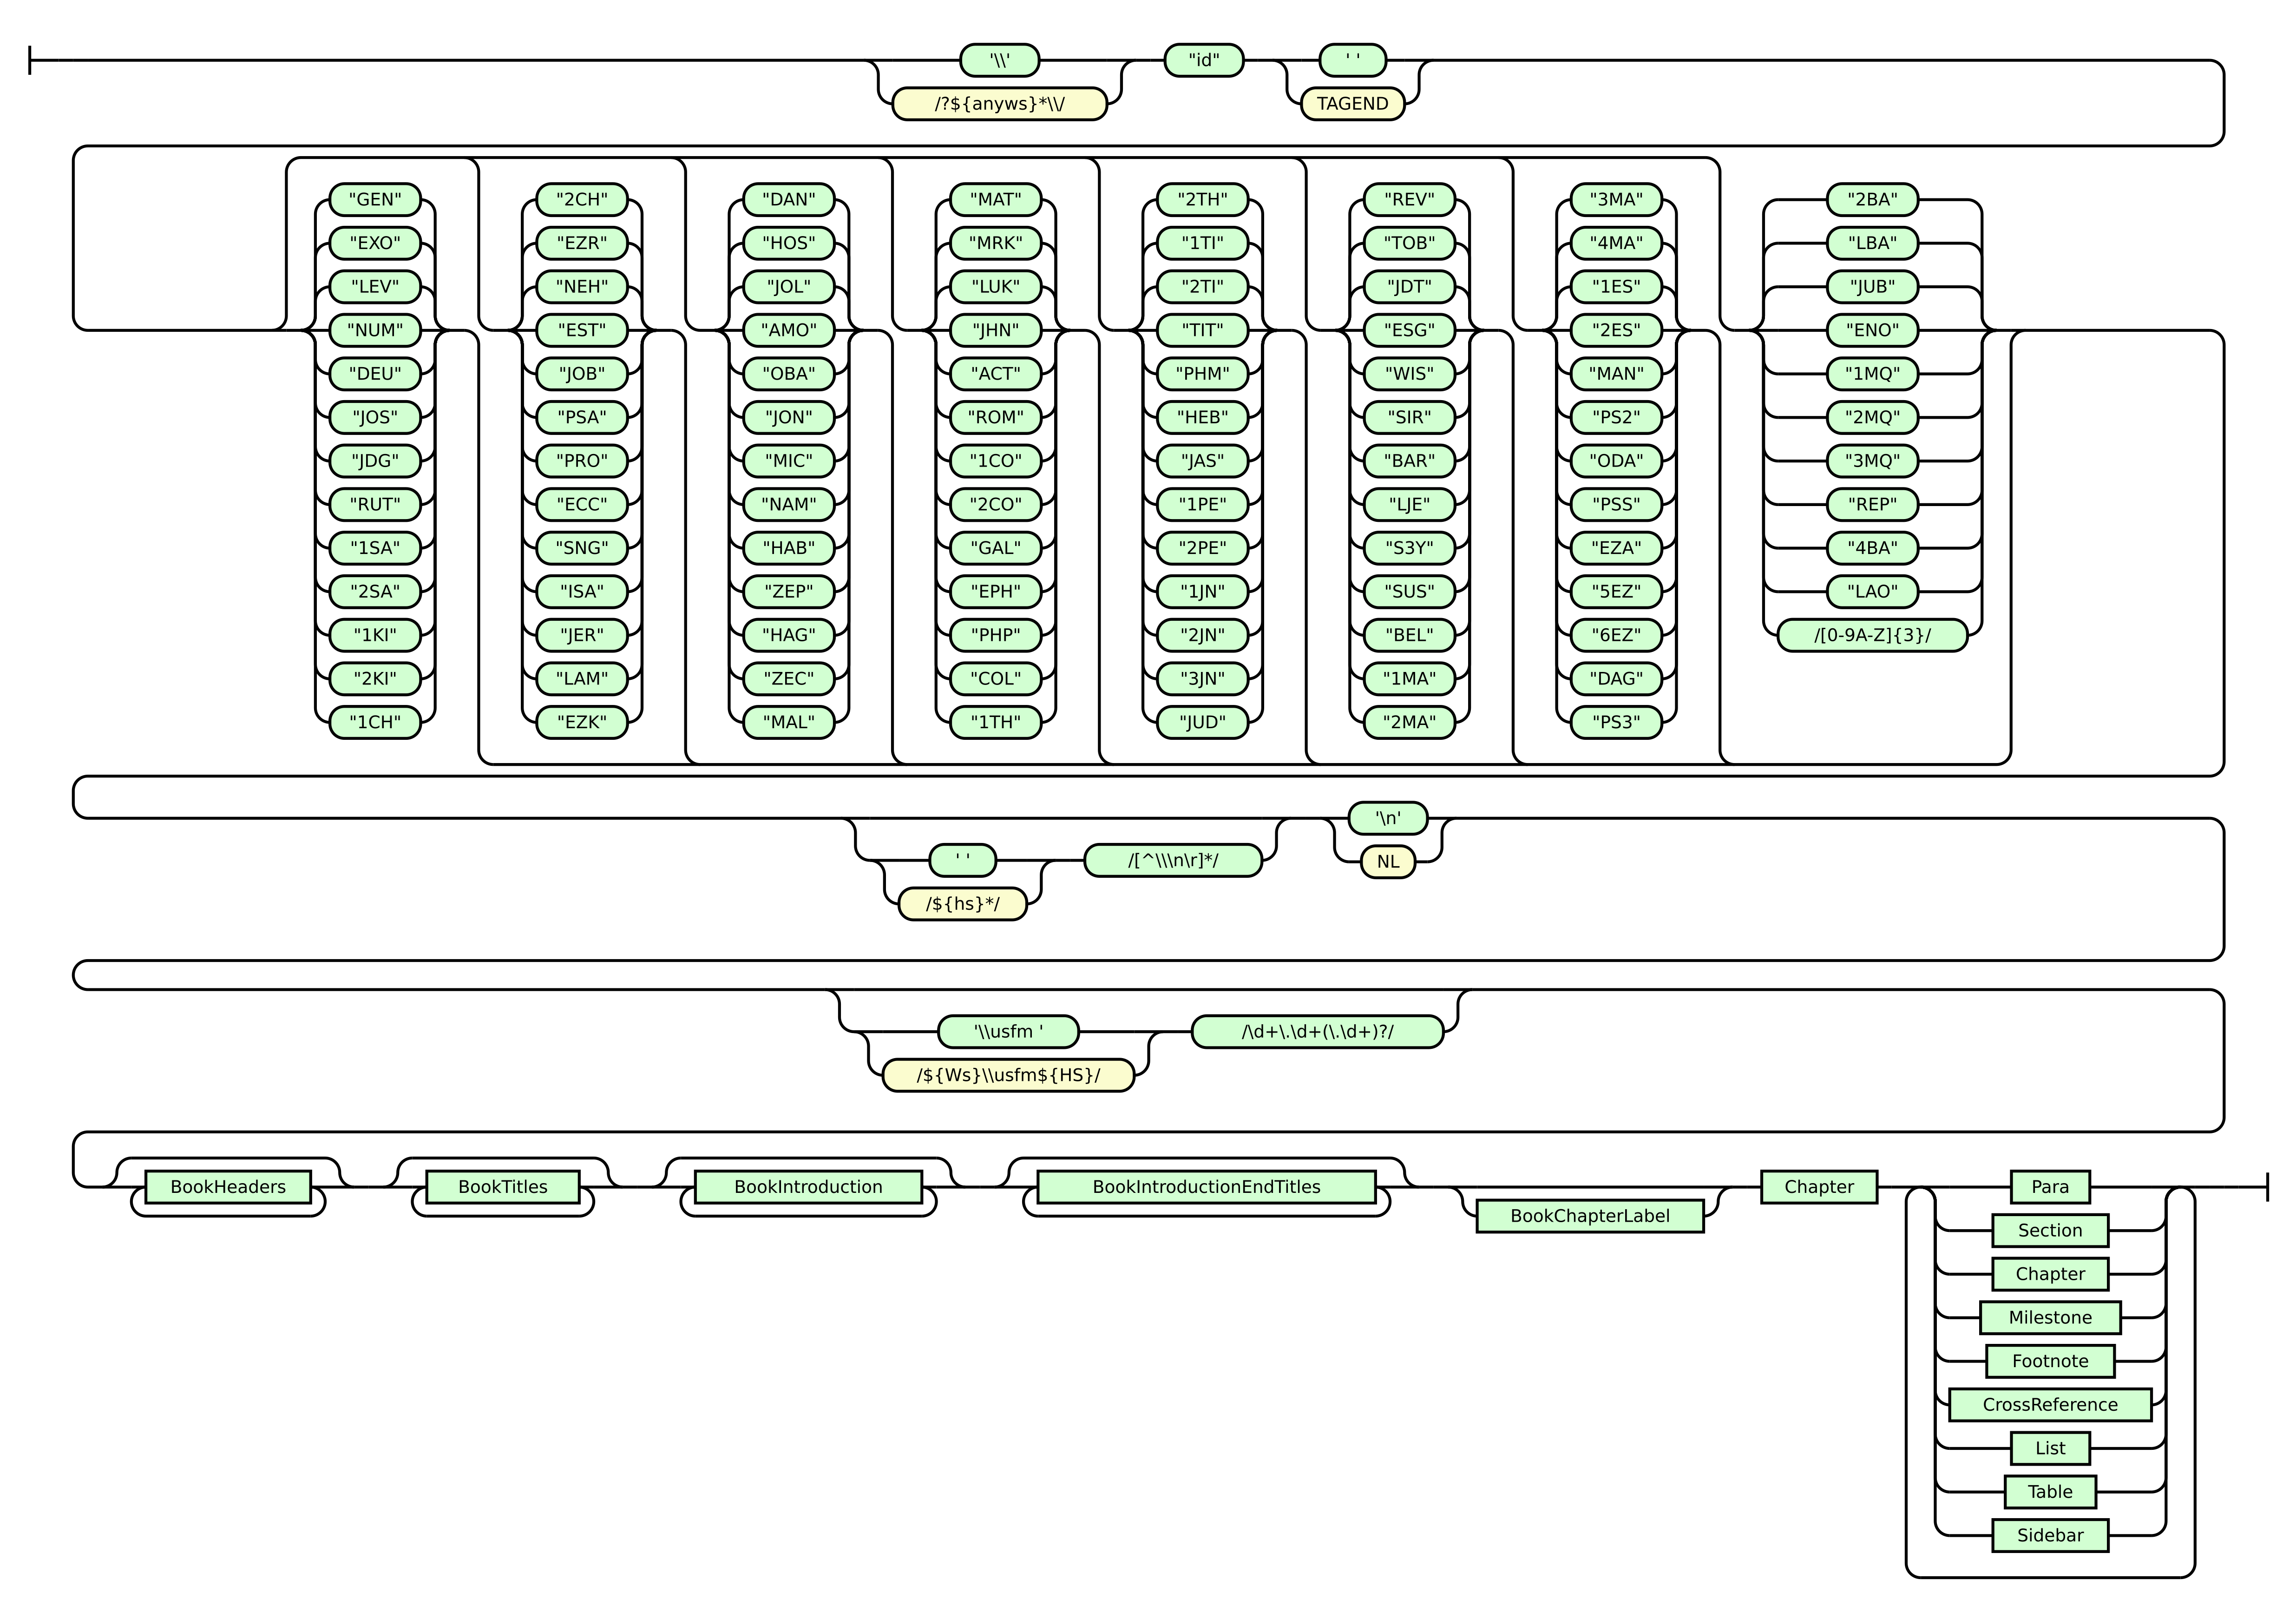 '\\'
/?${anyws}*\\/
"id"
' '
TAGEND
"GEN"
"EXO"
"LEV"
"NUM"
"DEU"
"JOS"
"JDG"
"RUT"
"1SA"
"2SA"
"1KI"
"2KI"
"1CH"
"2CH"
"EZR"
"NEH"
"EST"
"JOB"
"PSA"
"PRO"
"ECC"
"SNG"
"ISA"
"JER"
"LAM"
"EZK"
"DAN"
"HOS"
"JOL"
"AMO"
"OBA"
"JON"
"MIC"
"NAM"
"HAB"
"ZEP"
"HAG"
"ZEC"
"MAL"
"MAT"
"MRK"
"LUK"
"JHN"
"ACT"
"ROM"
"1CO"
"2CO"
"GAL"
"EPH"
"PHP"
"COL"
"1TH"
"2TH"
"1TI"
"2TI"
"TIT"
"PHM"
"HEB"
"JAS"
"1PE"
"2PE"
"1JN"
"2JN"
"3JN"
"JUD"
"REV"
"TOB"
"JDT"
"ESG"
"WIS"
"SIR"
"BAR"
"LJE"
"S3Y"
"SUS"
"BEL"
"1MA"
"2MA"
"3MA"
"4MA"
"1ES"
"2ES"
"MAN"
"PS2"
"ODA"
"PSS"
"EZA"
"5EZ"
"6EZ"
"DAG"
"PS3"
"2BA"
"LBA"
"JUB"
"ENO"
"1MQ"
"2MQ"
"3MQ"
"REP"
"4BA"
"LAO"
/[0-9A-Z]{3}/
' '
/${hs}*/
/[^\\\n\r]*/
'\n'
NL
'\\usfm '
/${Ws}\\usfm${HS}/
/\d+\.\d+(\.\d+)?/
BookHeaders
BookTitles
BookIntroduction
BookIntroductionEndTitles
BookChapterLabel
Chapter
Para
Section
Chapter
Milestone
Footnote
CrossReference
List
Table
Sidebar